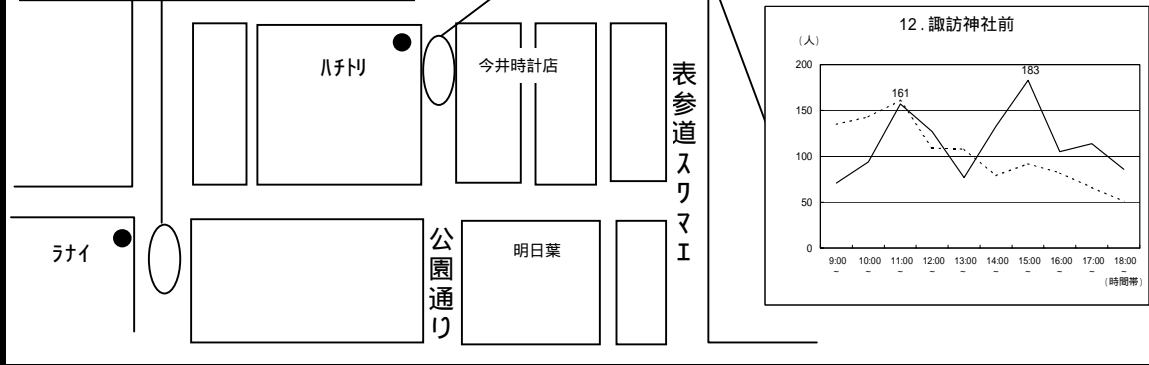 ハチトリ
今井時計店
表参道スワマエ
ラナイ
公園通り
明日葉
12．諏訪神社前
（人）
200
150
100
50
0
161
183
9:00 10:00 11:00 12:00 13:00 14:00 15:00 16:00 17:00 18:00
~ ~ ~ ~ ~ ~ ~ ~ ~ ~
（時間帯）